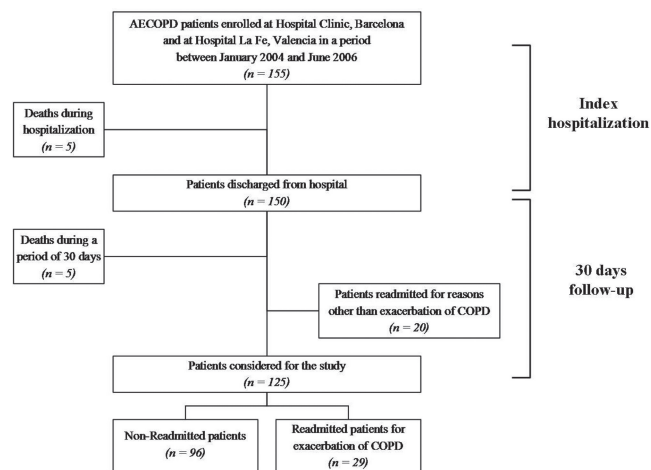 AECOPD patients enrolled at Hospital Clinic, Barcelona
and at Hospital La Fe, Valencia in a period
between January 2004 and June 2006
(n = 155)
Index
hospitalization
Deaths during
hospitalization
(n = 5)
Patients discharged from hospital
(n = 150)
Deaths during a
period of 30 days
(n = 5)
30 days
follow-up
Patients readmitted for reasons
other than exacerbation of COPD
(n = 20)
Patients considered for the study
(n = 125)
Non-Readmitted patients
(n = 96)
Readmitted patients for
exacerbation of COPD
(n = 29)